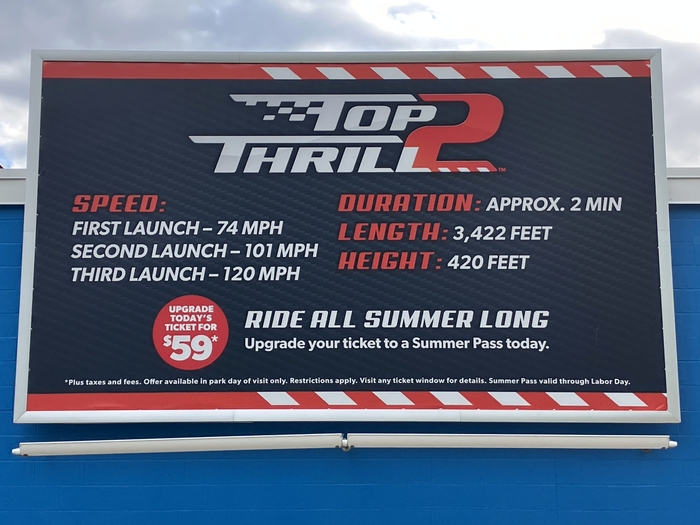 TOP
THRILL 2™
SPEED:
FIRST LAUNCH – 74 MPH
SECOND LAUNCH – 101 MPH
THIRD LAUNCH – 120 MPH
DURATION: APPROX. 2 MIN
LENGTH: 3,422 FEET
HEIGHT: 420 FEET
UPGRADE
TODAY'S
TICKET FOR
$59*
RIDE ALL SUMMER LONG
Upgrade your ticket to a Summer Pass today.
*Plus taxes and fees. Offer available in park day of visit only. Restrictions apply. Visit any ticket window for details. Summer Pass valid through Labor Day.